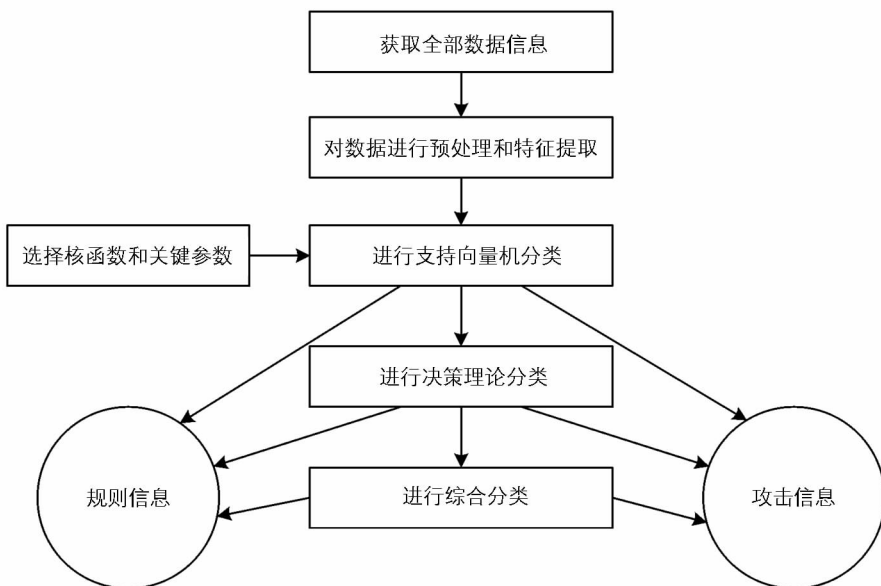 获取全部数据信息
对数据进行预处理和特征提取
选择核函数和关键参数
进行支持向量机分类
进行决策理论分类
规则信息
进行综合分类
攻击信息